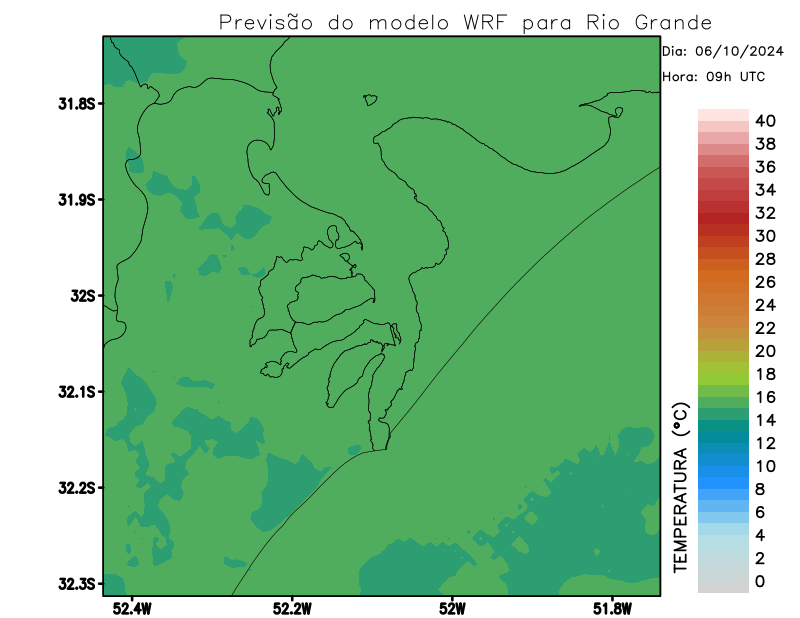 Previsão do modelo WRF para Rio Grande
Dia: 06/10/2024
Hora: 09h UTC
31.8S
31.9S
32S
32.1S
32.2S
32.3S
52.4W
52.2W
52W
51.8W
TEMPERATURA (°C)
40
38
36
34
32
30
28
26
24
22
20
18
16
14
12
10
8
6
4
2
0